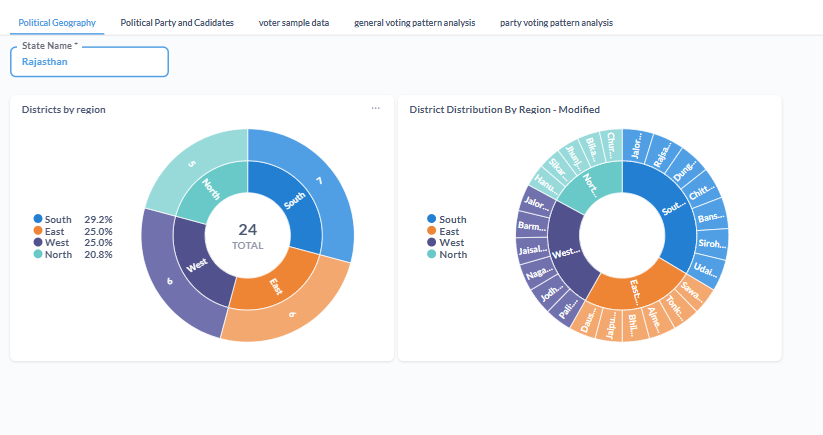 Political Geography
Political Party and Cadidates
voter sample data
general voting pattern analysis
party voting pattern analysis
State Name *
Rajasthan
Districts by region
...
South 29.2%
East 25.0%
West 25.0%
North 20.8%
24
TOTAL
South
East
West
North
7
6
6
5
District Distribution By Region - Modified
South
East
West
North
Sout...
East:...
West...
Nort...
Jalor...
Rajsa...
Dung...
Chitt...
Bans...
Siroh...
Udai...
Sawa...
Tonk:...
Ajme...
Bhil...
Jaipu...
Daus...
Pali:...
Jodh...
Naga...
Jaisal...
Barm...
Jalor...
Hanu...
Sikar...
Jhunj...
Bika...
Chur...